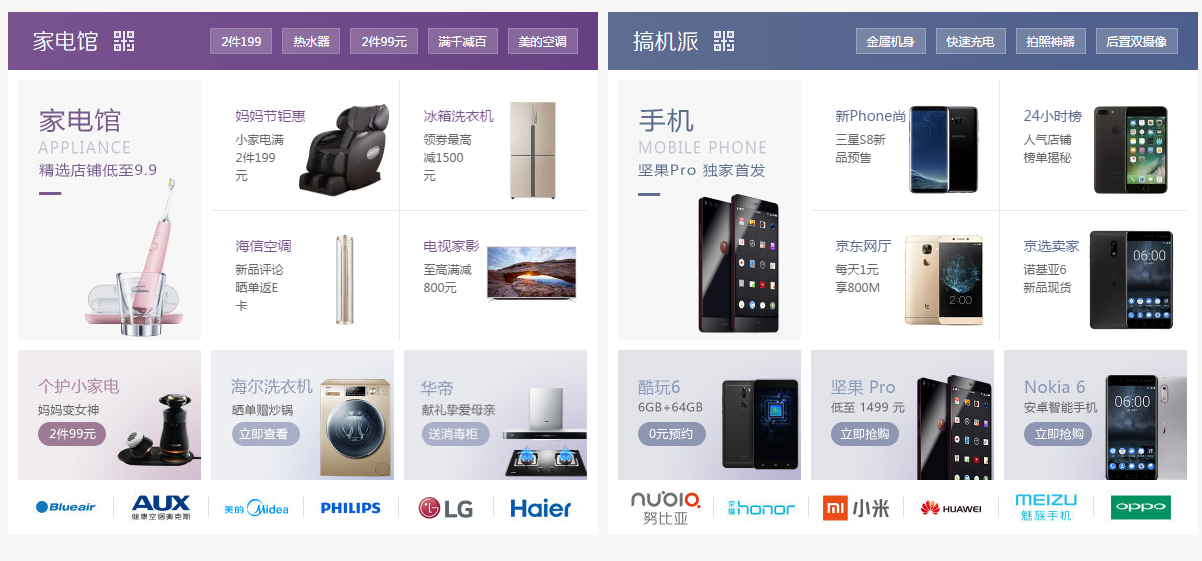 家电馆
2件199
热水器
2件99元
满千减百
美的空调
家电馆
APPLIANCE
精选店铺低至9.9
妈妈节钜惠
小家电满
2件199
元
冰箱洗衣机
领券最高
减1500
元
海信空调
新品评论
晒单返E
卡
电视家影
至高满减
800元
个护小家电
妈妈变女神
2件99元
海尔洗衣机
晒单赠炒锅
立即查看
华帝
献礼挚爱母亲
送消毒柜
Blueair
AUX
健康空调奥克斯
美的 Midea
PHILIPS
LG
Haier
搞机派
金属机身
快速充电
拍照神器
后置双摄像
手机
MOBILE PHONE
坚果Pro 独家首发
新Phone尚
三星S8新
品预售
24小时榜
人气店铺
榜单揭秘
京东网厅
每天1元
享800M
2:00
京选卖家
诺基亚6
新品现货
06:00
酷玩6
6GB+64GB
0元预约
坚果 Pro
低至 1499 元
立即抢购
Nokia 6
安卓智能手机
立即抢购
06:00
nubia
努比亚
荣耀 honor
mi 小米
HUAWEI
MEIZU
魅族手机
oppo